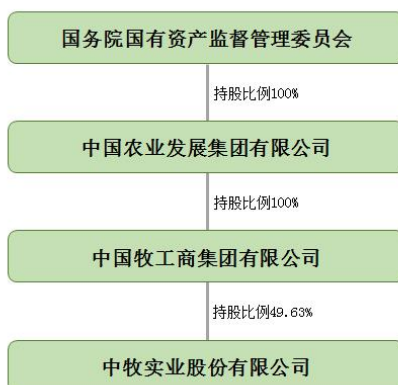 国务院国有资产监督管理委员会
持股比例100%
中国农业发展集团有限公司
持股比例100%
中国牧工商集团有限公司
持股比例49.63%
中牧实业股份有限公司